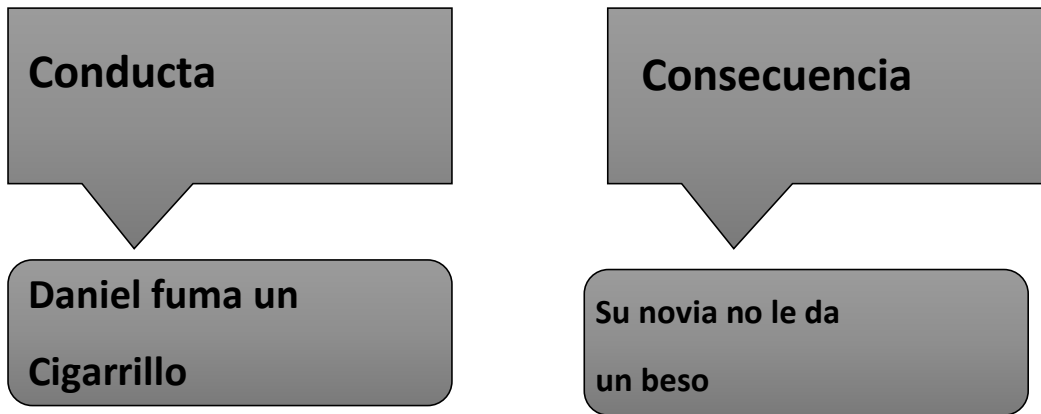 Conducta
Consecuencia
Daniel fuma un
Cigarrillo
Su novia no le da
un beso